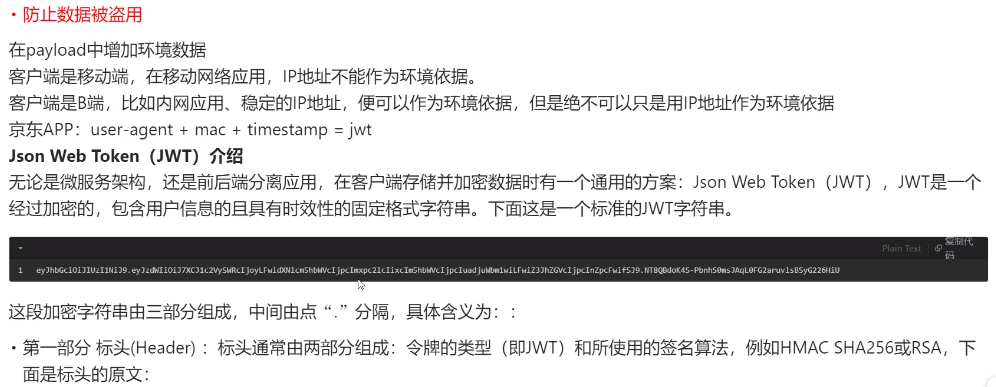 • 防止数据被盗用
在payload中增加环境数据
客户端是移动端，在移动网络应用，IP地址不能作为环境依据。
客户端是B端，比如内网应用、稳定的IP地址，便可以作为环境依据，但是绝不可以只是用IP地址作为环境依据
京东APP：user-agent + mac + timestamp = jwt
Json Web Token（JWT）介绍
无论是微服务架构，还是前后端分离应用，在客户端存储并加密数据时有一个通用的方案：Json Web Token（JWT），JWT是一个
经过加密的，包含用户信息的且具有时效性的固定格式字符串。下面这是一个标准的JWT字符串。
Plain Text
复制代码
1
这段加密字符串由三部分组成，中间由点“.”分隔，具体含义为：：
• 第一部分 标头(Header) ：标头通常由两部分组成：令牌的类型（即JWT）和所使用的签名算法，例如HMAC SHA256或RSA，下
面是标头的原文：